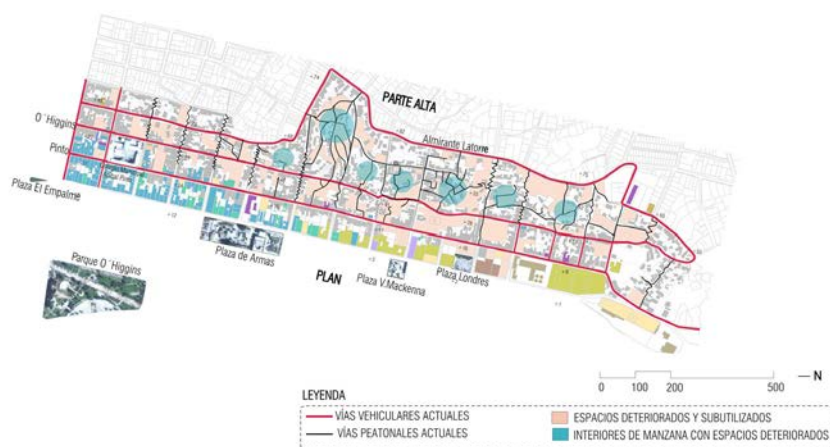 PARTE ALTA
Almirante Latorre
O´Higgins
Pinto
Plaza El Empalme
Plaza de Armas
Parque O´Higgins
PLAN
Plaza V.Mackenna
Plaza Londres
N
0 100 200 500
LEYENDA
VÍAS VEHICULARES ACTUALES
ESPACIOS DETERIORADOS Y SUBUTILIZADOS
VÍAS PEATONALES ACTUALES
INTERIORES DE MANZANA CON ESPACIOS DETERIORADOS